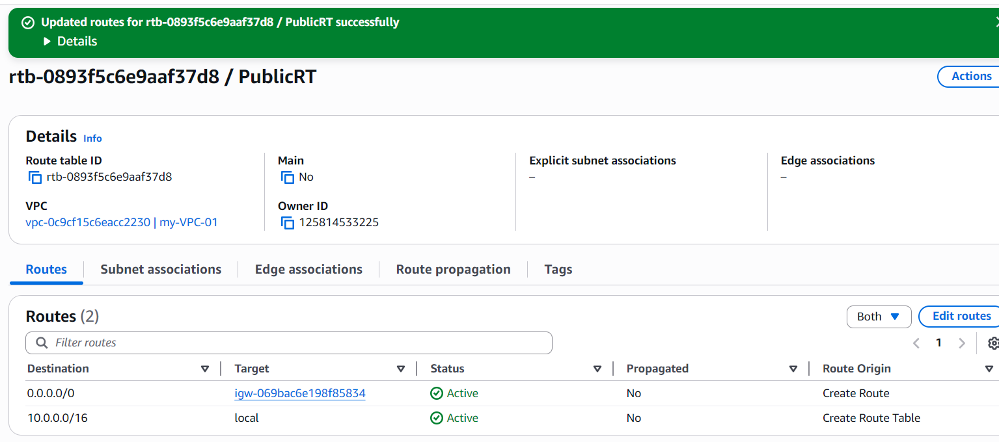 Updated routes for rtb-0893f5c6e9aaf37d8 / PublicRT successfully
Details
rtb-0893f5c6e9aaf37d8 / PublicRT
Actions
Details Info
Route table ID Main Explicit subnet associations Edge associations
rtb-0893f5c6e9aaf37d8 No – –
VPC Owner ID
vpc-0c9cf15c6eacc2230 | my-VPC-01 125814533225
Routes Subnet associations Edge associations Route propagation Tags
Routes (2) Both Edit routes
Filter routes 1
Destination Target Status Propagated Route Origin
0.0.0.0/0 igw-069bac6e198f85834 Active No Create Route
10.0.0.0/16 local Active No Create Route Table